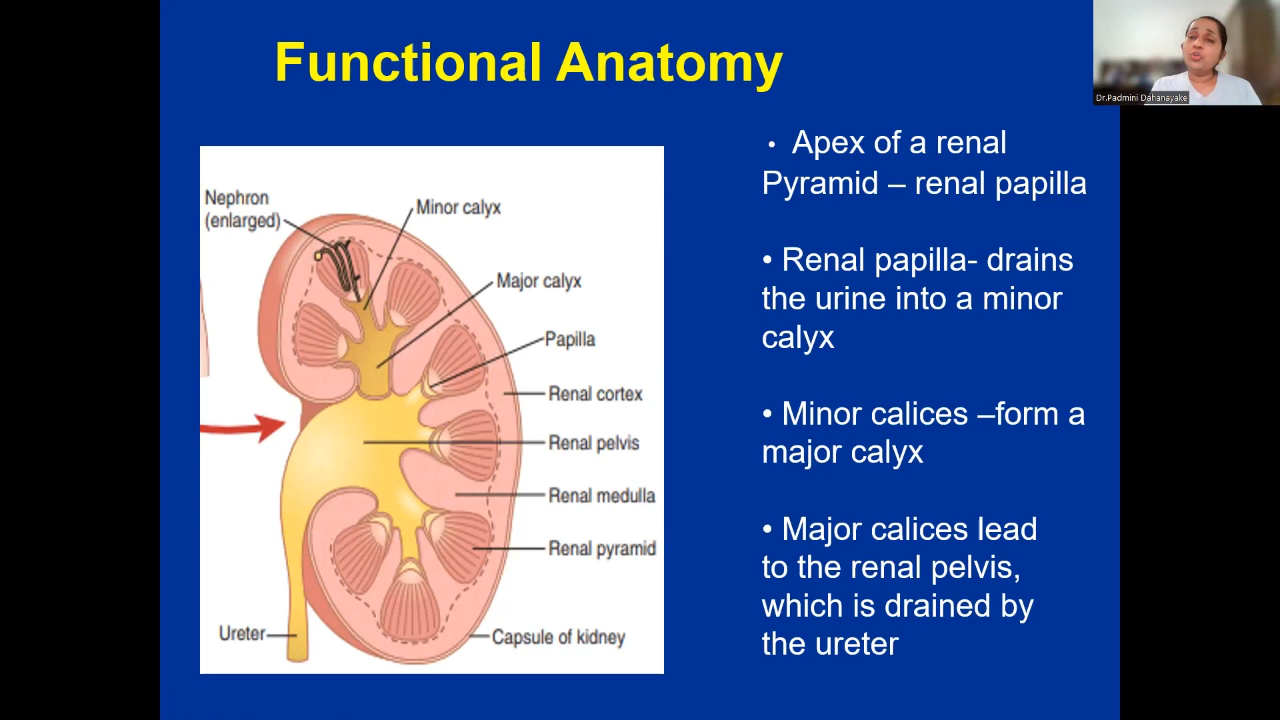 Functional Anatomy
Dr.Padmini Dahanayake
Nephron
(enlarged)
Minor calyx
Major calyx
Papilla
Renal cortex
Renal pelvis
Renal medulla
Renal pyramid
Ureter
Capsule of kidney
• Apex of a renal
Pyramid – renal papilla
• Renal papilla- drains
the urine into a minor
calyx
• Minor calices –form a
major calyx
• Major calices lead
to the renal pelvis,
which is drained by
the ureter